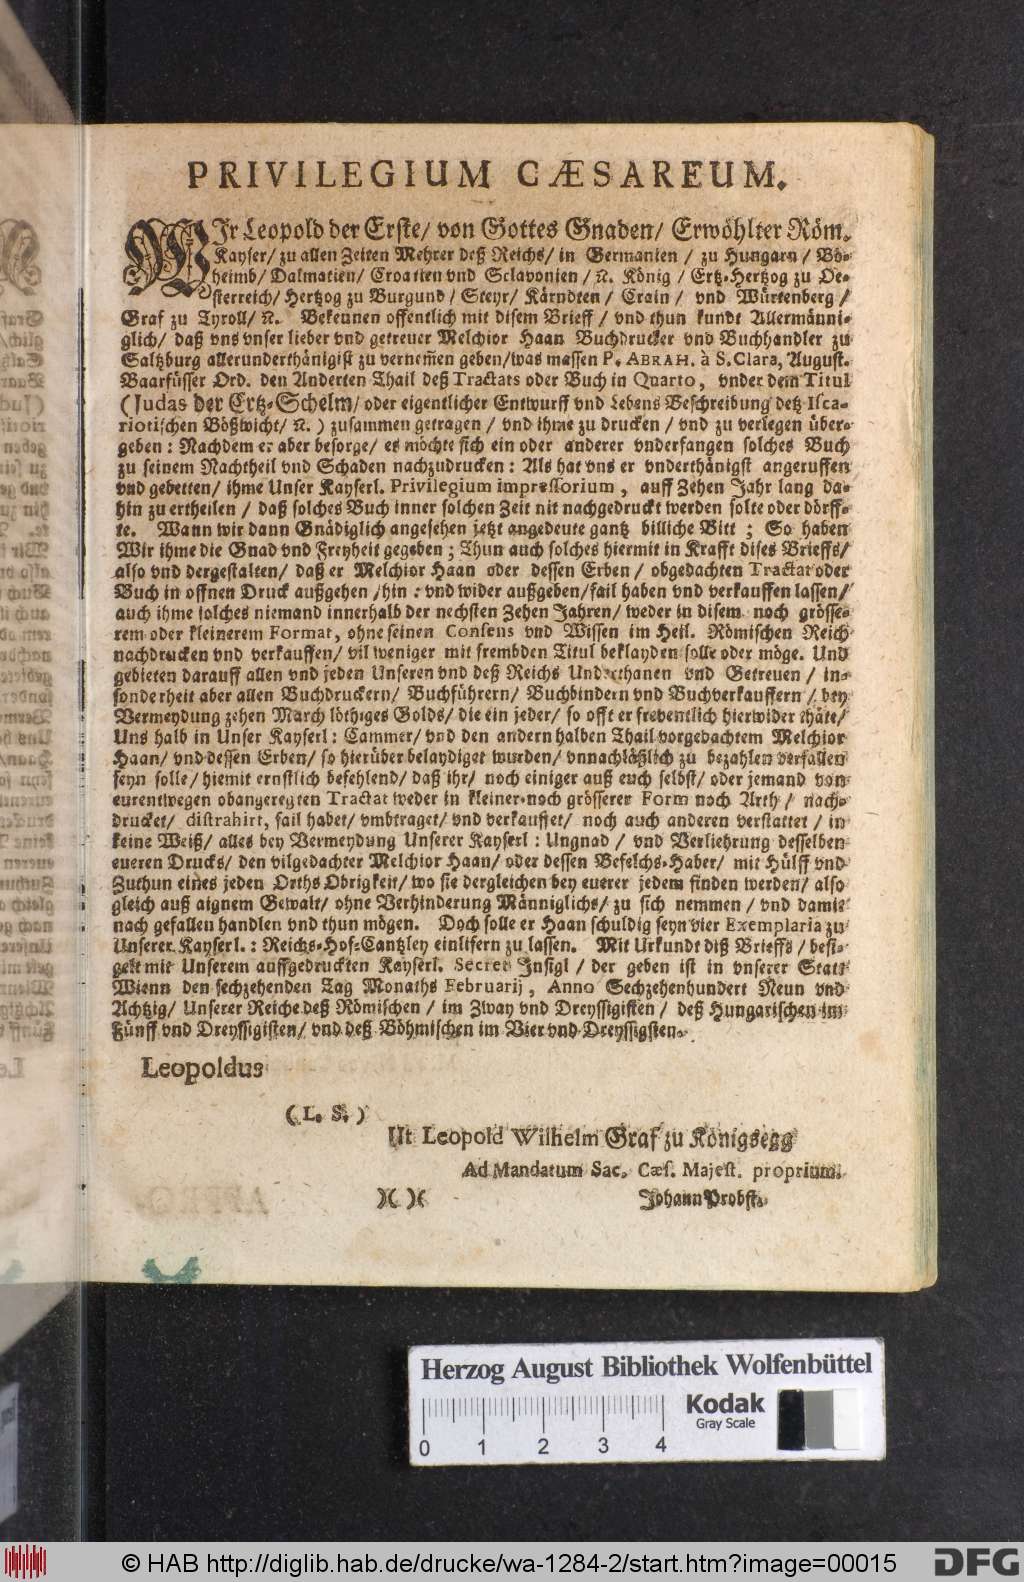 PRIVILEGIUM CÆSAREUM.
WIr Leopold der Erste/ von Gottes Gnaden/ Erwöhlter Röm.
Kayser/ zu allen Zeiten Mehrer deß Reichs/ in Germanien / zu Hungarn / Bö-
heimb/ Dalmatien/ Croatien vnd Sclavonien / ꝛc. König / Ertz-Hertzog zu Oe-
sterreich/ Hertzog zu Burgund / Steyr/ Kärndten / Crain / vnd Würtenberg /
Graf zu Tyroll/ ꝛc. Bekennen offentlich mit disem Brieff / vnd thun kundt Allermänni-
glich/ daß vns vnser lieber vnd getreuer Melchior Haan Buchdrucker vnd Buchhandler zu
Saltzburg allerunderthänigist zu vernem̃en geben/ was massen P. ABRAH. à S. Clara, August.
Baarfüsser Ord. den Anderten Thail deß Tractats oder Buch in Quarto, vnder dem Titul
(Judas der Ertz-Schelm/ oder eigentlicher Entwurff vnd Lebens Beschreibung deß Isca-
riotischen Bößwicht/ ꝛc.) zusammen getragen / vnd ihme zu drucken / vnd zu verlegen über-
geben : Nachdem er aber besorge/ es möchte sich ein oder anderer vnderfangen solches Buch
zu seinem Nachtheil vnd Schaden nachzudrucken : Als hat vns er vnderthänigst angeruffen
vnd gebetten/ ihme Unser Kayserl. Privilegium impressorium, auff Zehen Jahr lang da-
hin zu ertheilen / daß solches Buch inner solchen Zeit nit nachgedruckt werden solte oder dörff-
te. Wann wir dann Gnädiglich angesehen jetzt angedeute gantz billiche Bitt ; So haben
Wir ihme die Gnad vnd Freyheit gegeben ; Thun auch solches hiermit in Krafft dises Brieffs/
also vnd dergestalten/ daß er Melchior Haan oder dessen Erben / obgedachten Tractat oder
Buch in offnen Druck außgehen / hin : vnd wider außgeben/ fail haben vnd verkauffen lassen/
auch ihme solches niemand innerhalb der nechsten Zehen Jahren/ weder in disem noch grösse-
rem oder kleinerem Format, ohne seinen Consens vnd Wissen im Heil. Römischen Reich
nachdrucken vnd verkauffen/ vil weniger mit frembden Titul beklayden solle oder möge. Und
gebieten darauff allen vnd jeden Unseren vnd deß Reichs Underthanen vnd Getreuen / in-
sonderheit aber allen Buchdruckern/ Buchführern/ Buchbindern vnd Buchverkauffern / bey
Vermeydung zehen March löthiges Golds/ die ein jeder/ so offt er freventlich hierwider thäte/
Uns halb in Unser Kayserl : Cammer/ vnd den andern halben Thail vorgedachtem Melchior
Haan/ vnd dessen Erben/ so hierüber belaydiget wurden/ vnnachläßlich zu bezahlen verfallen
seyn solle / hiemit ernstlich befehlend/ daß ihr/ noch einiger auß euch selbst/ oder jemand von
eurentwegen obangeregten Tractat weder in kleiner noch grösserer Form noch Arth / nach-
drucket/ distrahirt, fail habet/ vmbtraget/ vnd verkauffet/ noch auch anderen verstattet / in
keine Weiß/ alles bey Vermeydung Unserer Kayserl : Ungnad / vnd Verliehrung desselben
eueren Drucks/ den vilgedachter Melchior Haan/ oder dessen Befelchs-Haber/ mit Hülff vnd
Zuthun eines jeden Orths Obrigkeit/ wo sie dergleichen bey euerer jedem finden werden/ also
gleich auß aignem Gewalt/ ohne Verhinderung Männiglichs/ zu sich nemmen / vnd damit
nach gefallen handlen vnd thun mögen. Doch solle er Haan schuldig seyn vier Exemplaria zu
Unserer Kayserl. : Reichs-Hof-Cantzley einlifern zu lassen. Mit Urkundt diß Brieffs / besi-
gelt mit Unserem auffgedruckten Kayserl. Secret Insigl / der geben ist in vnserer Statt
Wienn den sechzehenden Tag Monaths Februarij, Anno Sechzehenhundert Neun vnd
Achtzig/ Unserer Reiche deß Römischen / im Zway vnd Dreyssigisten / deß Hungarischen im
Fünff vnd Dreyssigisten/ vnd deß Böhmischen im Vier vnd Dreyssigsten.
Leopoldus
(L. S.)
Ut Leopold Wilhelm Graf zu Königsegg
Ad Mandatum Sac. Cæs. Majest. proprium.
)( )( Johann Probst.
Herzog August Bibliothek Wolfenbüttel
Kodak
Gray Scale
0 1 2 3 4
© HAB http://diglib.hab.de/drucke/wa-1284-2/start.htm?image=00015
DFG